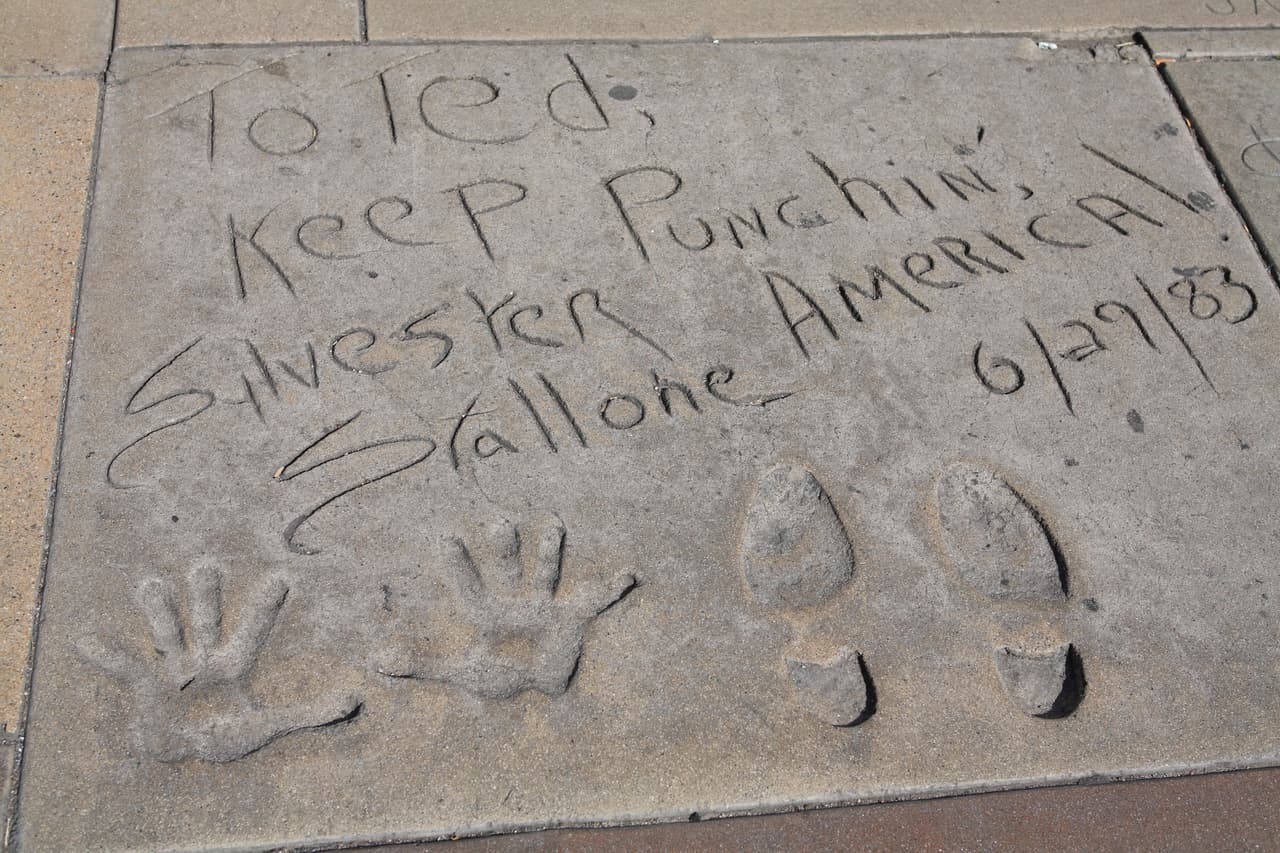 To Ted,
Keep Punchin',
America!
Sylvester
Stallone
6/29/83